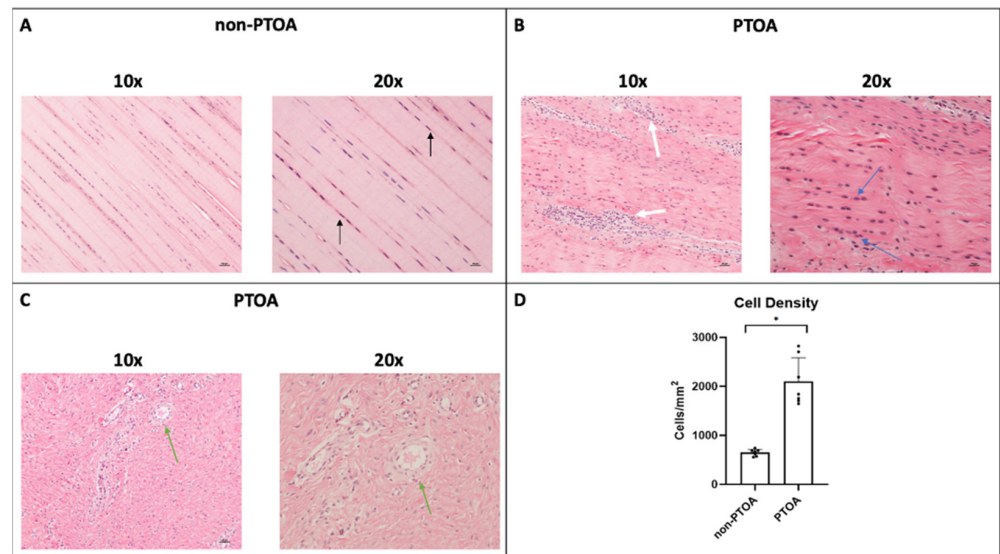 A
non-PTOA
10x
20x
B
PTOA
10x
20x
C
PTOA
10x
20x
D
Cell Density
*
3000
2000
1000
0
Cells/mm²
non-PTOA
PTOA